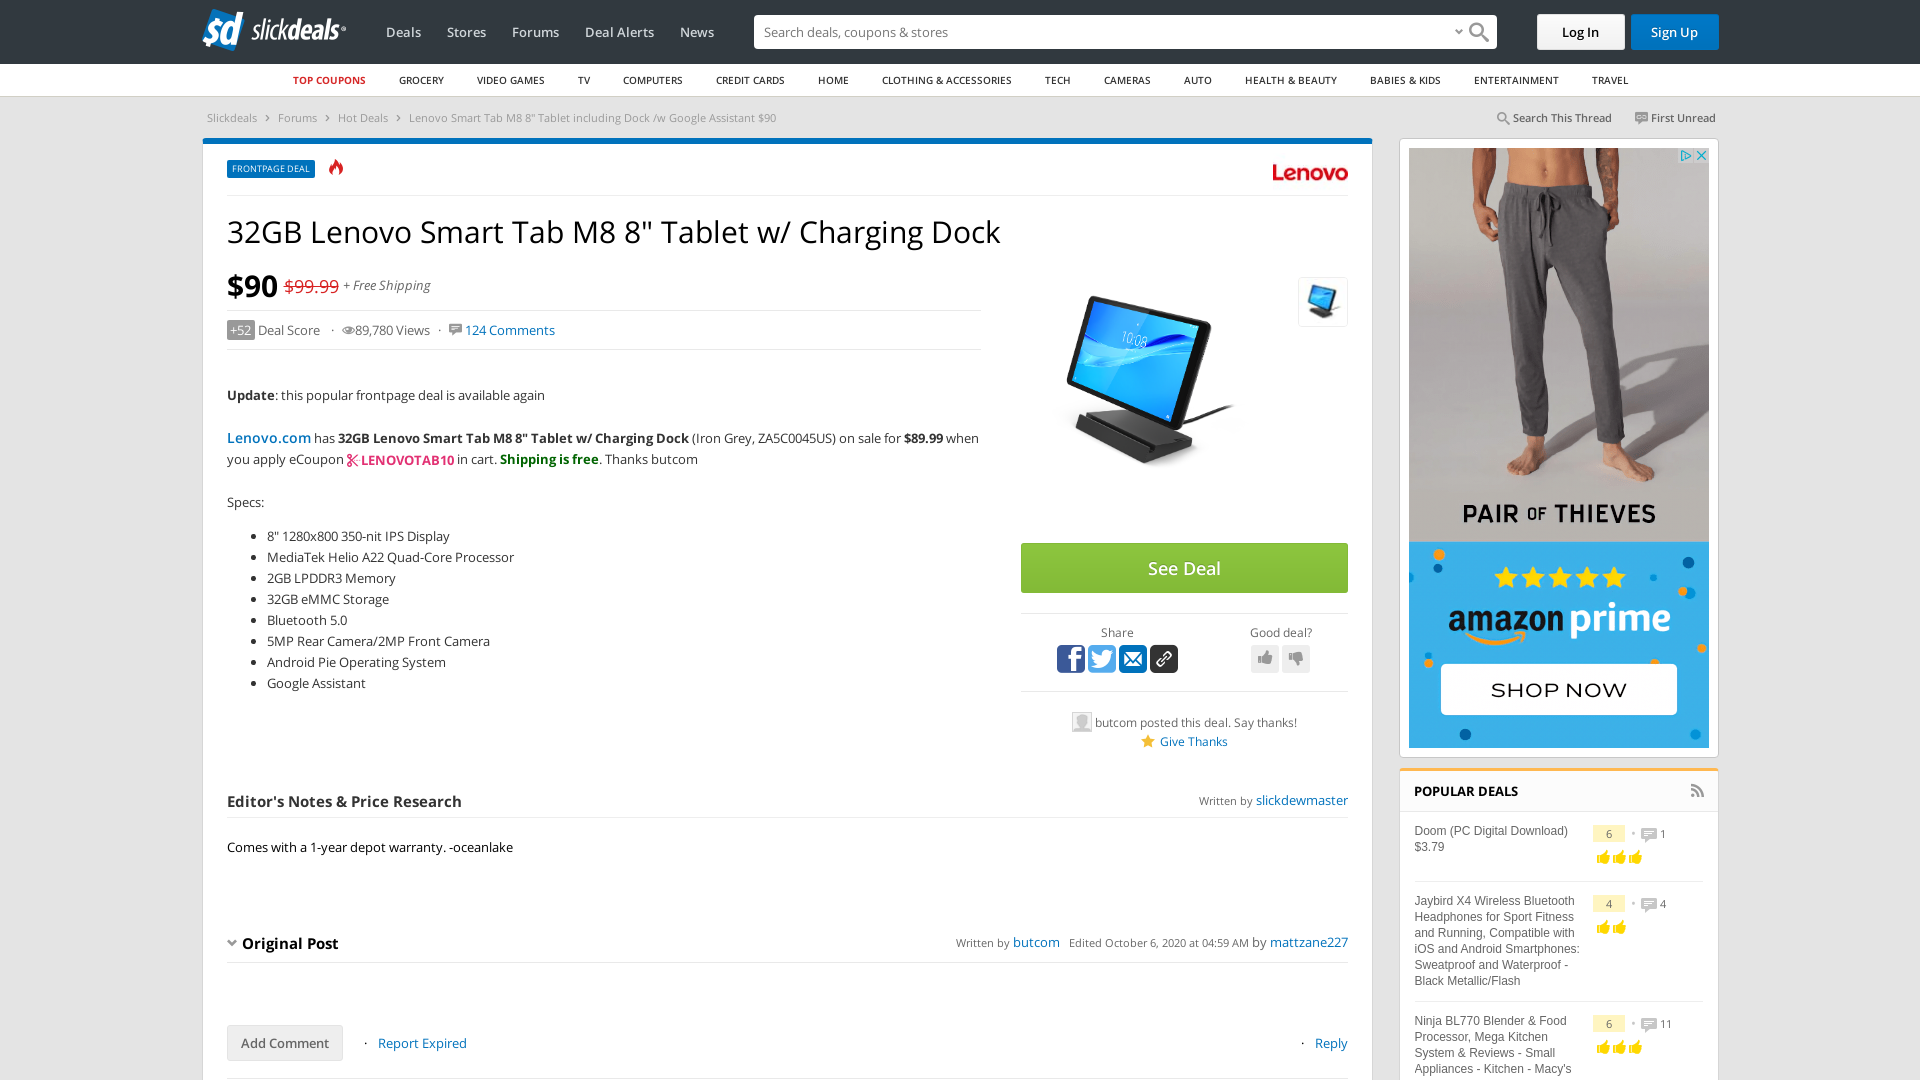 sd slickdeals
Deals
Stores
Forums
Deal Alerts
News
Search deals, coupons & stores
Log In
Sign Up
TOP COUPONS
GROCERY
VIDEO GAMES
TV
COMPUTERS
CREDIT CARDS
HOME
CLOTHING & ACCESSORIES
TECH
CAMERAS
AUTO
HEALTH & BEAUTY
BABIES & KIDS
ENTERTAINMENT
TRAVEL
Slickdeals › Forums › Hot Deals › Lenovo Smart Tab M8 8" Tablet including Dock /w Google Assistant $90
Search This Thread
First Unread
FRONTPAGE DEAL
Lenovo
32GB Lenovo Smart Tab M8 8" Tablet w/ Charging Dock
$90 $99.99 + Free Shipping
+52 Deal Score · 89,780 Views · 124 Comments
Update: this popular frontpage deal is available again
Lenovo.com has 32GB Lenovo Smart Tab M8 8" Tablet w/ Charging Dock (Iron Grey, ZA5C0045US) on sale for $89.99 when
you apply eCoupon LENOVOTAB10 in cart. Shipping is free. Thanks butcom
Specs:
8" 1280x800 350-nit IPS Display
MediaTek Helio A22 Quad-Core Processor
2GB LPDDR3 Memory
32GB eMMC Storage
Bluetooth 5.0
5MP Rear Camera/2MP Front Camera
Android Pie Operating System
Google Assistant
10:08
See Deal
Share
Good deal?
butcom posted this deal. Say thanks!
Give Thanks
Editor's Notes & Price Research
Written by slickdewmaster
Comes with a 1-year depot warranty. -oceanlake
Original Post
Written by butcom Edited October 6, 2020 at 04:59 AM by mattzane227
Add Comment
· Report Expired
· Reply
PAIR OF THIEVES
amazon prime
SHOP NOW
POPULAR DEALS
Doom (PC Digital Download)
$3.79
6 • 1
Jaybird X4 Wireless Bluetooth
Headphones for Sport Fitness
and Running, Compatible with
iOS and Android Smartphones:
Sweatproof and Waterproof -
Black Metallic/Flash
4 • 4
Ninja BL770 Blender & Food
Processor, Mega Kitchen
System & Reviews - Small
Appliances - Kitchen - Macy's
6 • 11